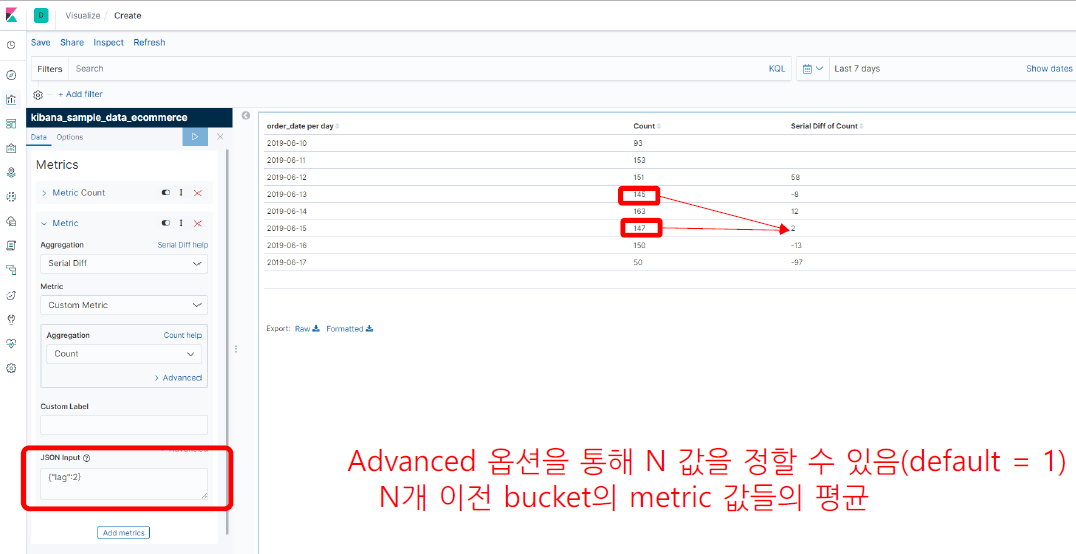 D
Visualize / Create
Save Share Inspect Refresh
Filters Search KQL Last 7 days Show dates
+ Add filter
kibana_sample_data_ecommerce
Data Options
Metrics
Metric Count
Metric
Aggregation Serial Diff help
Serial Diff
Metric
Custom Metric
Aggregation Count help
Count
Advanced
Custom Label
Advanced
JSON Input
{"lag":2}
Add metrics
order_date per day Count Serial Diff of Count
2019-06-10 93
2019-06-11 153
2019-06-12 151 58
2019-06-13 145 -8
2019-06-14 163 12
2019-06-15 147 2
2019-06-16 150 -13
2019-06-17 50 -97
Export: Raw Formatted
Advanced 옵션을 통해 N 값을 정할 수 있음(default = 1)
N개 이전 bucket의 metric 값들의 평균